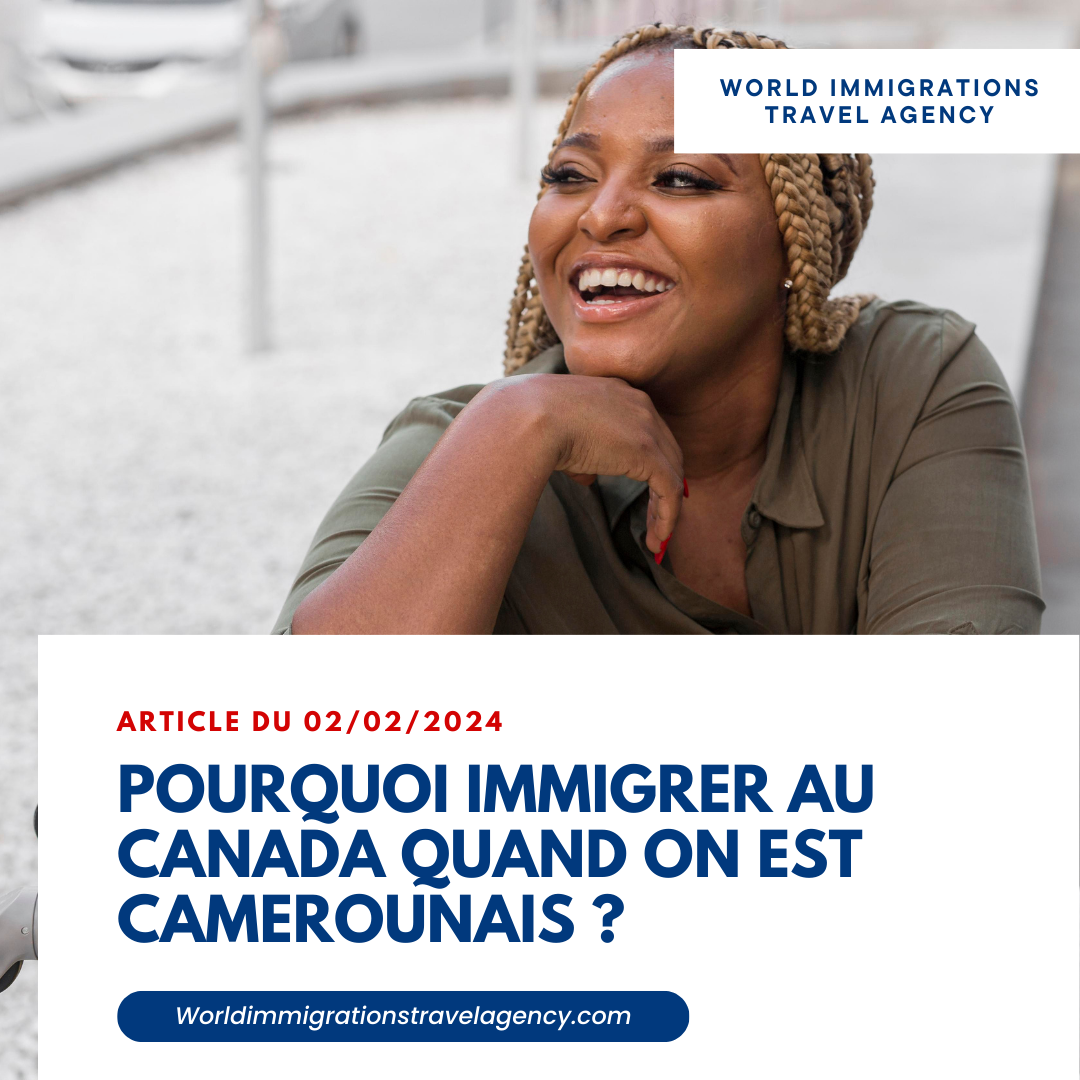 WORLD IMMIGRATIONS
TRAVEL AGENCY
ARTICLE DU 02/02/2024
POURQUOI IMMIGRER AU
CANADA QUAND ON EST
CAMEROUNAIS ?
Worldimmigrationstravelagency.com